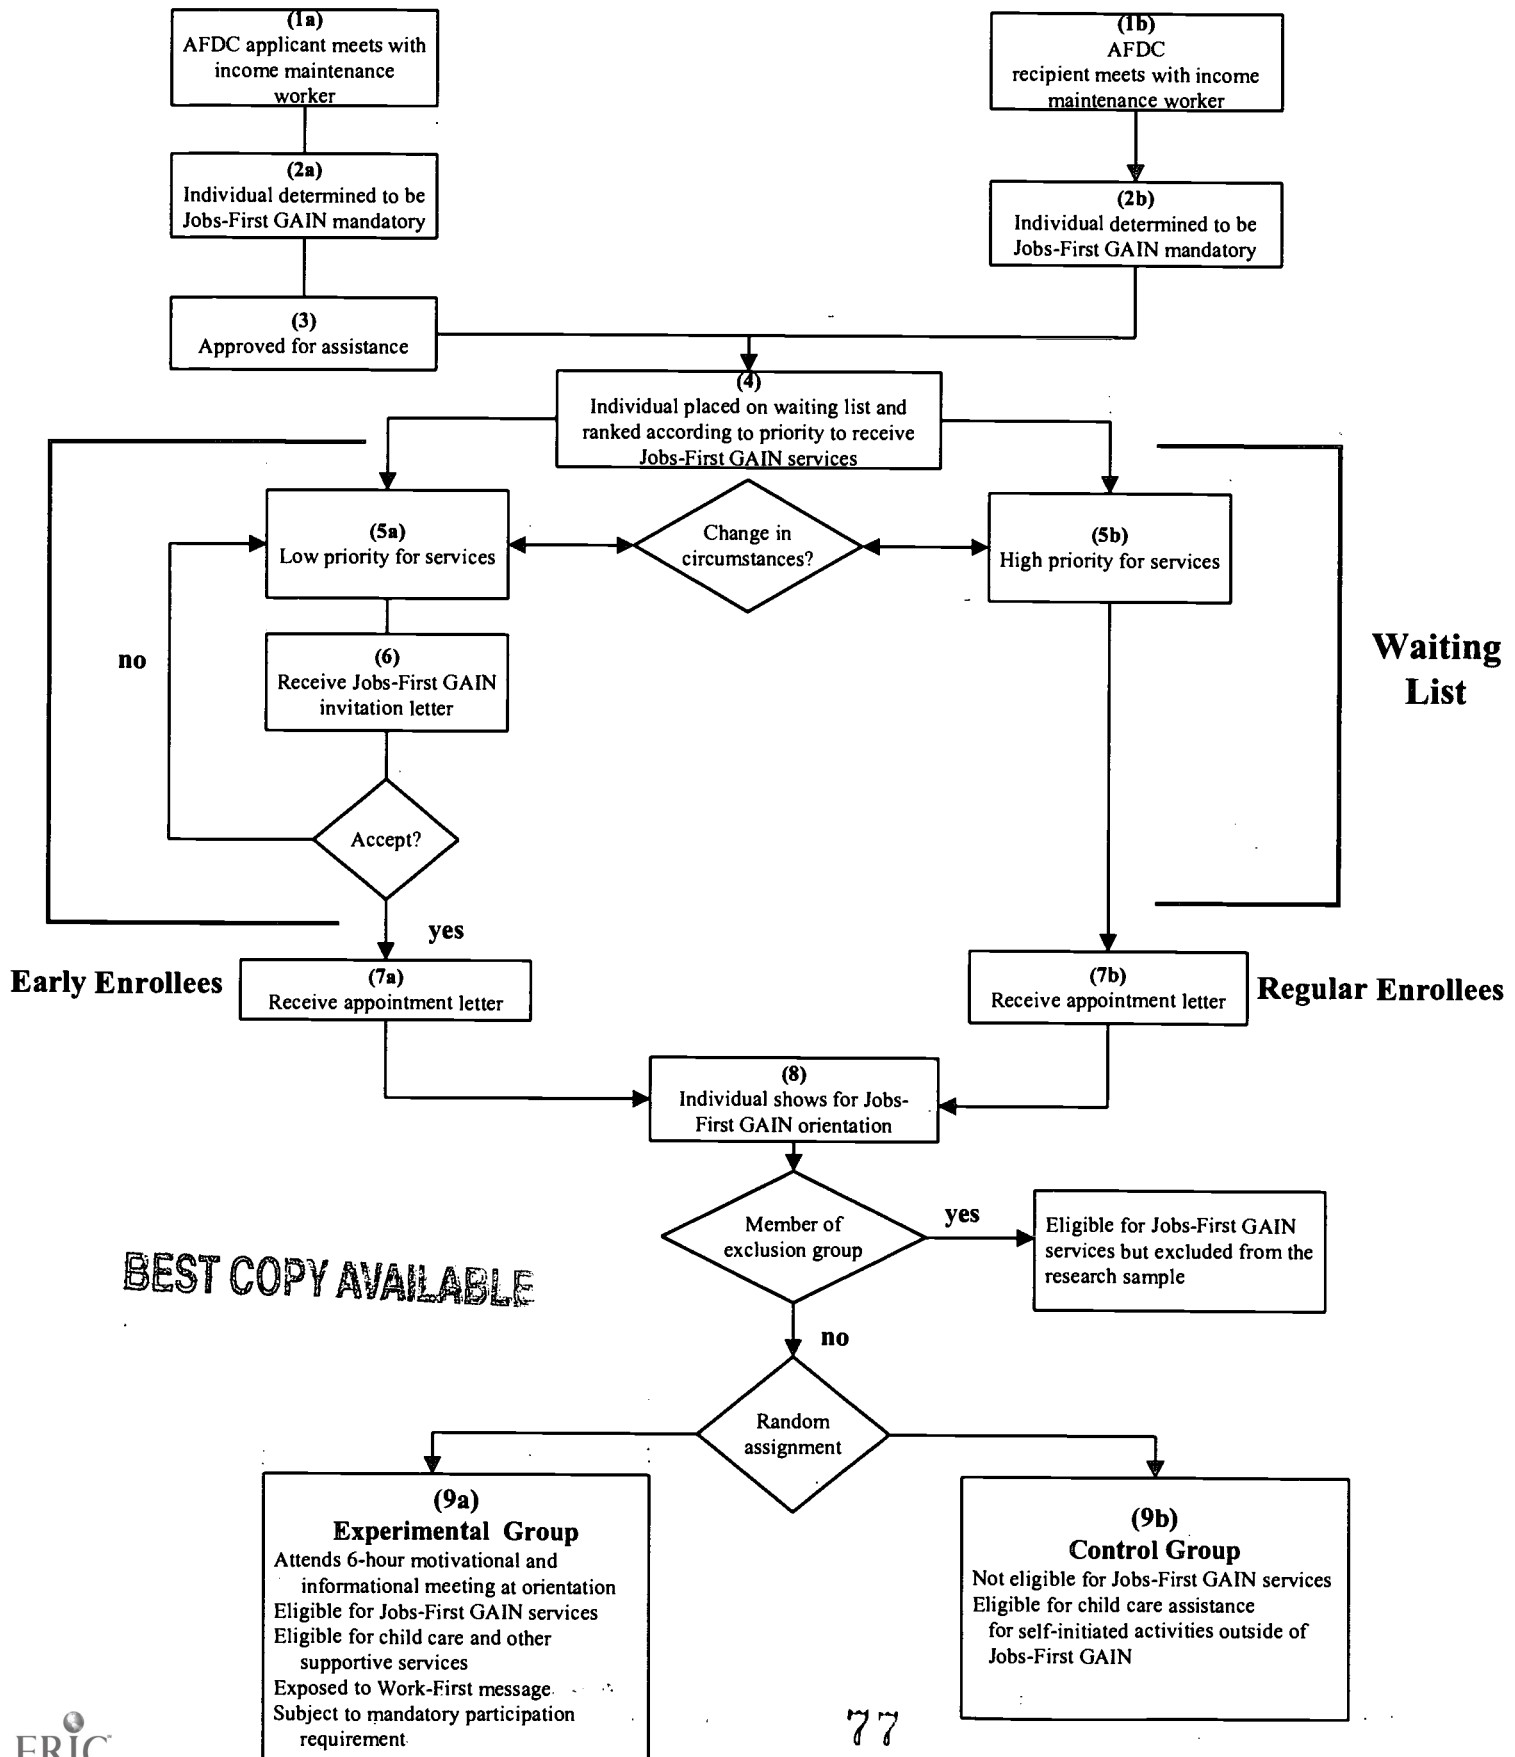 (1a)
AFDC applicant meets with
income maintenance
worker
(1b)
AFDC
recipient meets with income
maintenance worker
(2a)
Individual determined to be
Jobs-First GAIN mandatory
(2b)
Individual determined to be
Jobs-First GAIN mandatory
(3)
Approved for assistance
(4)
Individual placed on waiting list and
ranked according to priority to receive
Jobs-First GAIN services
(5a)
Low priority for services
Change in
circumstances?
(5b)
High priority for services
no
(6)
Receive Jobs-First GAIN
invitation letter
Waiting
List
Accept?
yes
Early Enrollees
(7a)
Receive appointment letter
(7b)
Receive appointment letter
Regular Enrollees
(8)
Individual shows for Jobs-
First GAIN orientation
Member of
exclusion group
yes
Eligible for Jobs-First GAIN
services but excluded from the
research sample
BEST COPY AVAILABLE
no
Random
assignment
(9a)
Experimental Group
Attends 6-hour motivational and
informational meeting at orientation
Eligible for Jobs-First GAIN services
Eligible for child care and other
supportive services
Exposed to Work-First message
Subject to mandatory participation
requirement
(9b)
Control Group
Not eligible for Jobs-First GAIN services
Eligible for child care assistance
for self-initiated activities outside of
Jobs-First GAIN
77
ERIC